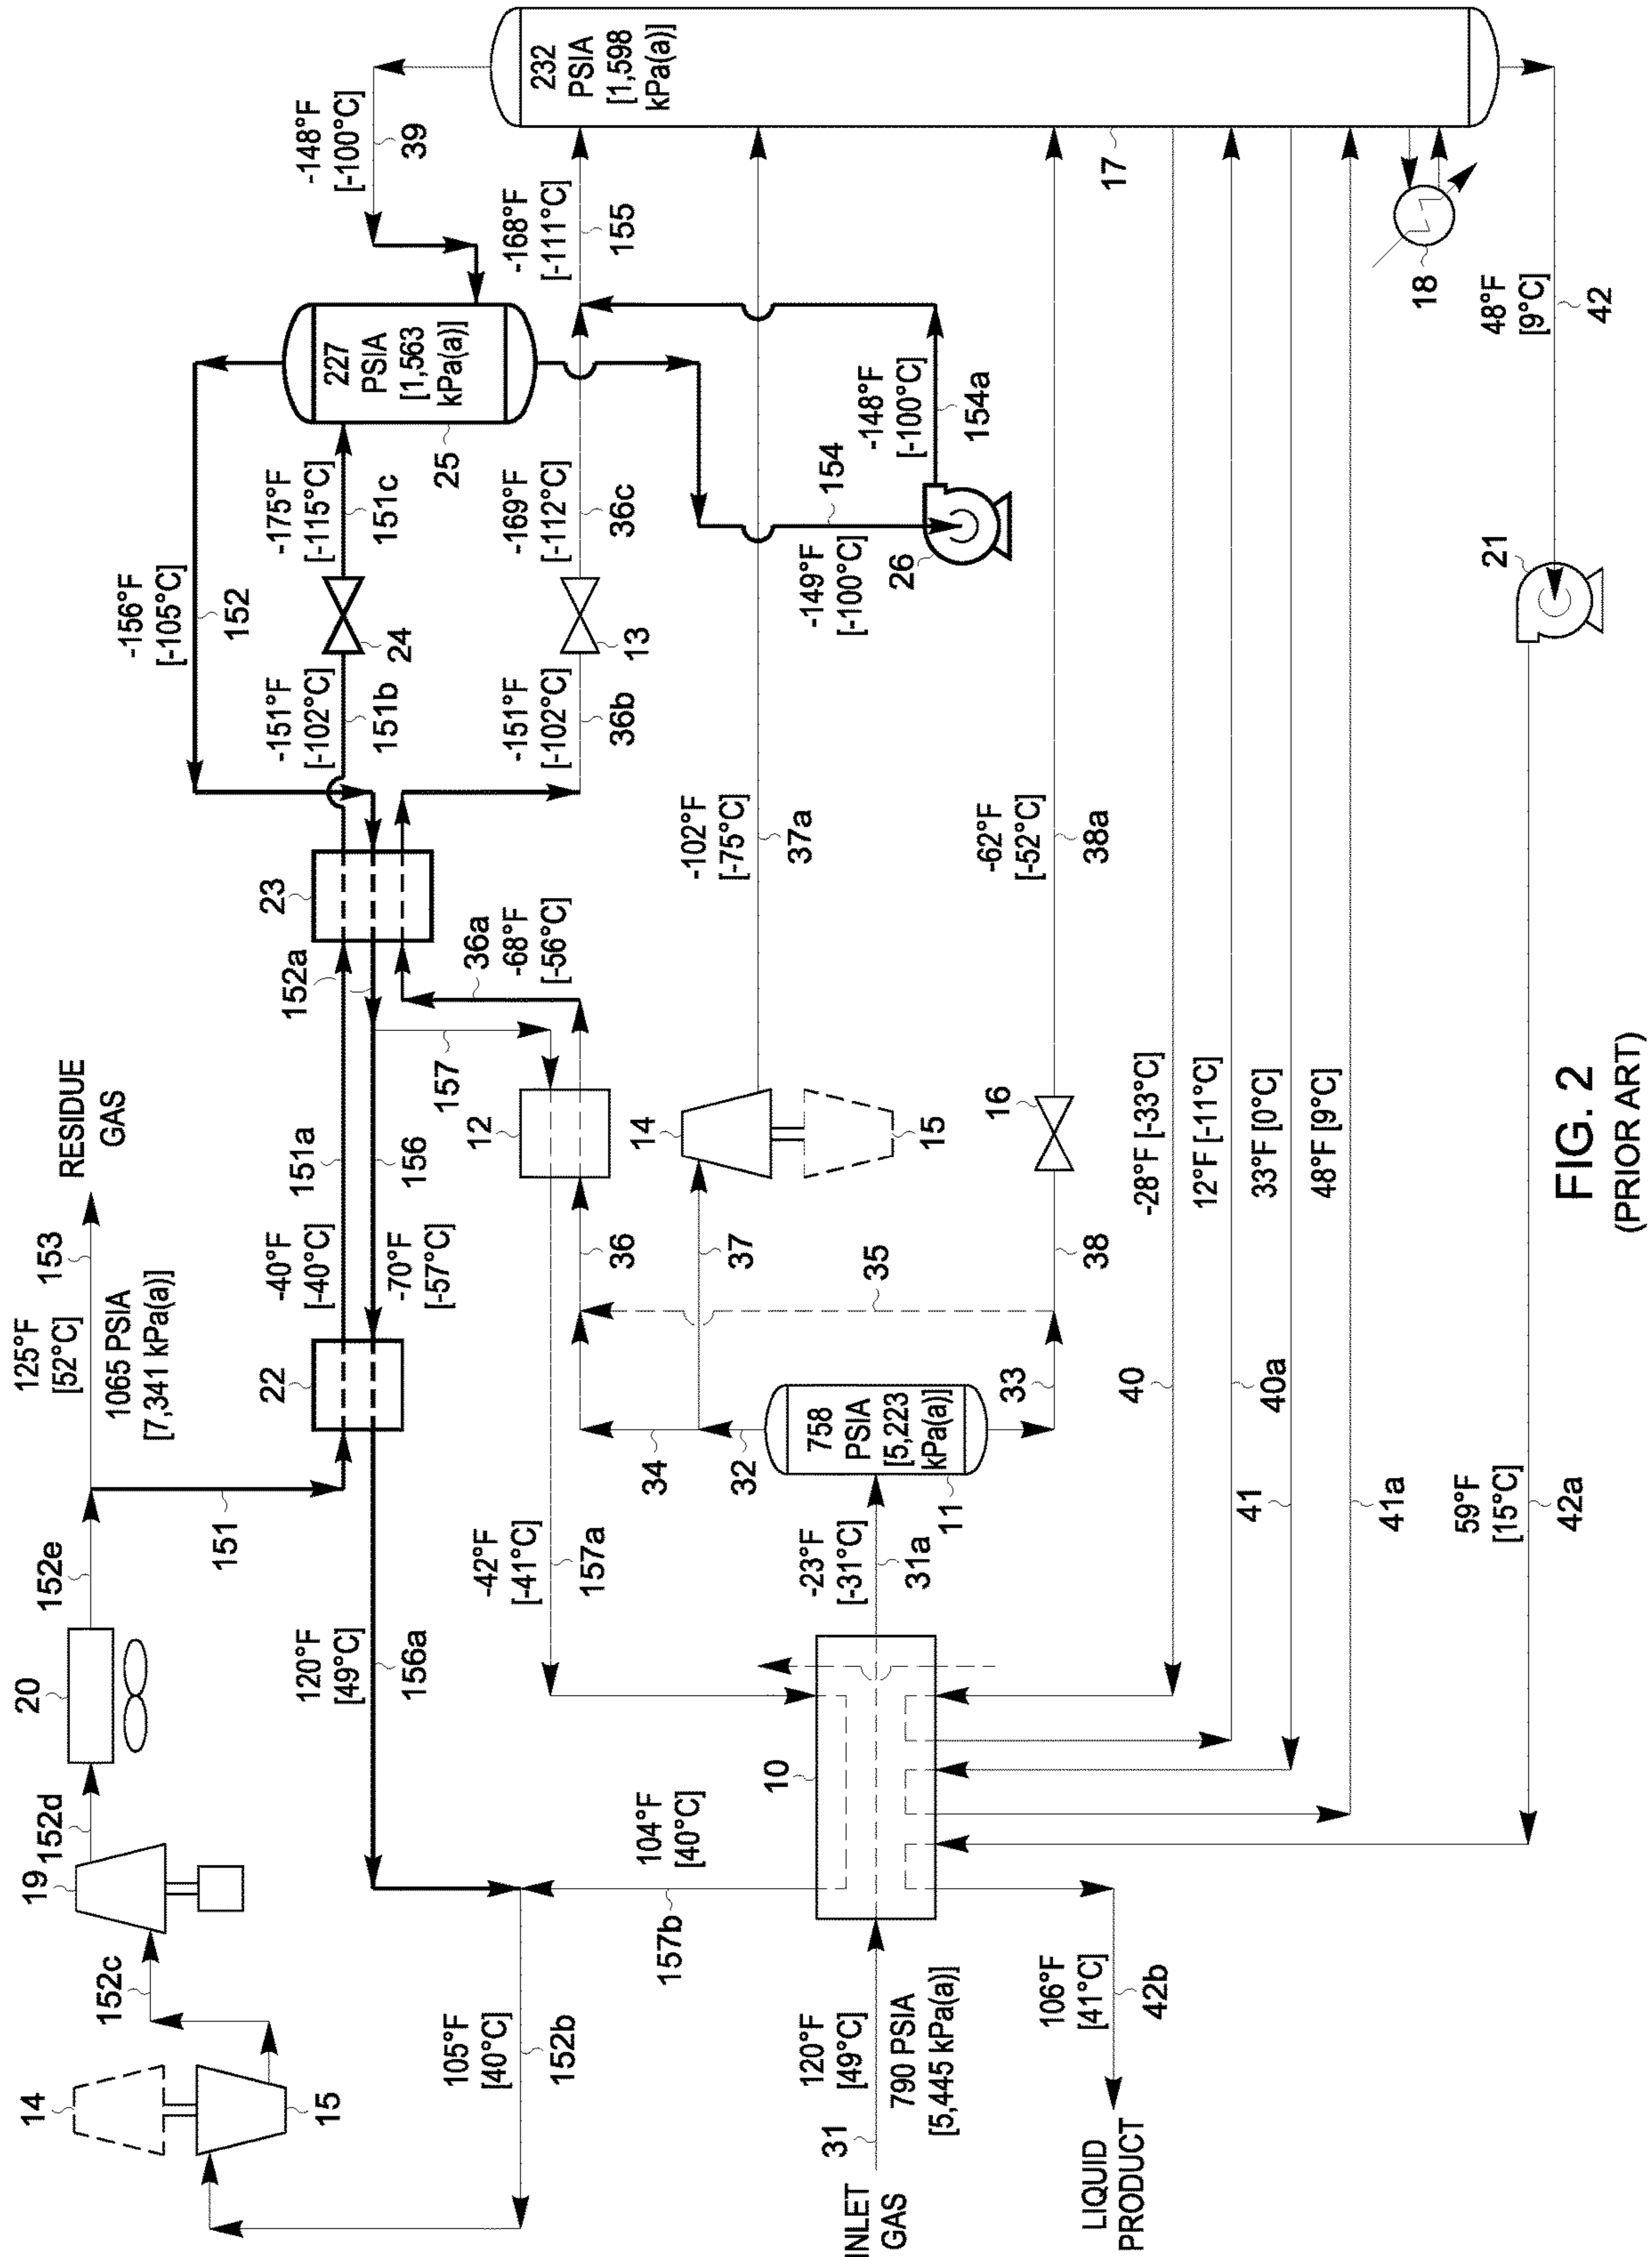 FIG. 2
(PRIOR ART)
14
15
152c
19
152d
20
152e
125°F
[52°C]
153
1065 PSIA
[7,341 kPa(a)]
RESIDUE
GAS
151
22
-40°F
[-40°C]
151a
156
-70°F
[-57°C]
120°F
[49°C]
156a
105°F
[40°C]
152b
104°F
[40°C]
157b
-42°F
[-41°C]
157a
157
12
152a
23
36a
-68°F
[-56°C]
-156°F
[-105°C]
152
-151°F
[-102°C]
151b
24
-175°F
[-115°C]
151c
-151°F
[-102°C]
36b
13
-169°F
[-112°C]
36c
227
PSIA
[1,563
kPa(a)]
25
-148°F
[-100°C]
39
-168°F
[-111°C]
155
232
PSIA
[1,598
kPa(a)]
17
154
-149°F
[-100°C]
26
-148°F
[-100°C]
154a
INLET
GAS
31
120°F
[49°C]
790 PSIA
[5,445 kPa(a)]
10
-23°F
[-31°C]
31a
11
758
PSIA
[5,223
kPa(a)]
32
34
33
36
37
35
38
14
15
16
-102°F
[-75°C]
37a
-62°F
[-52°C]
38a
40
-28°F [-33°C]
40a
12°F [-11°C]
41
33°F [0°C]
41a
48°F [9°C]
18
48°F
[9°C]
42
21
59°F
[15°C]
42a
106°F
[41°C]
42b
LIQUID
PRODUCT